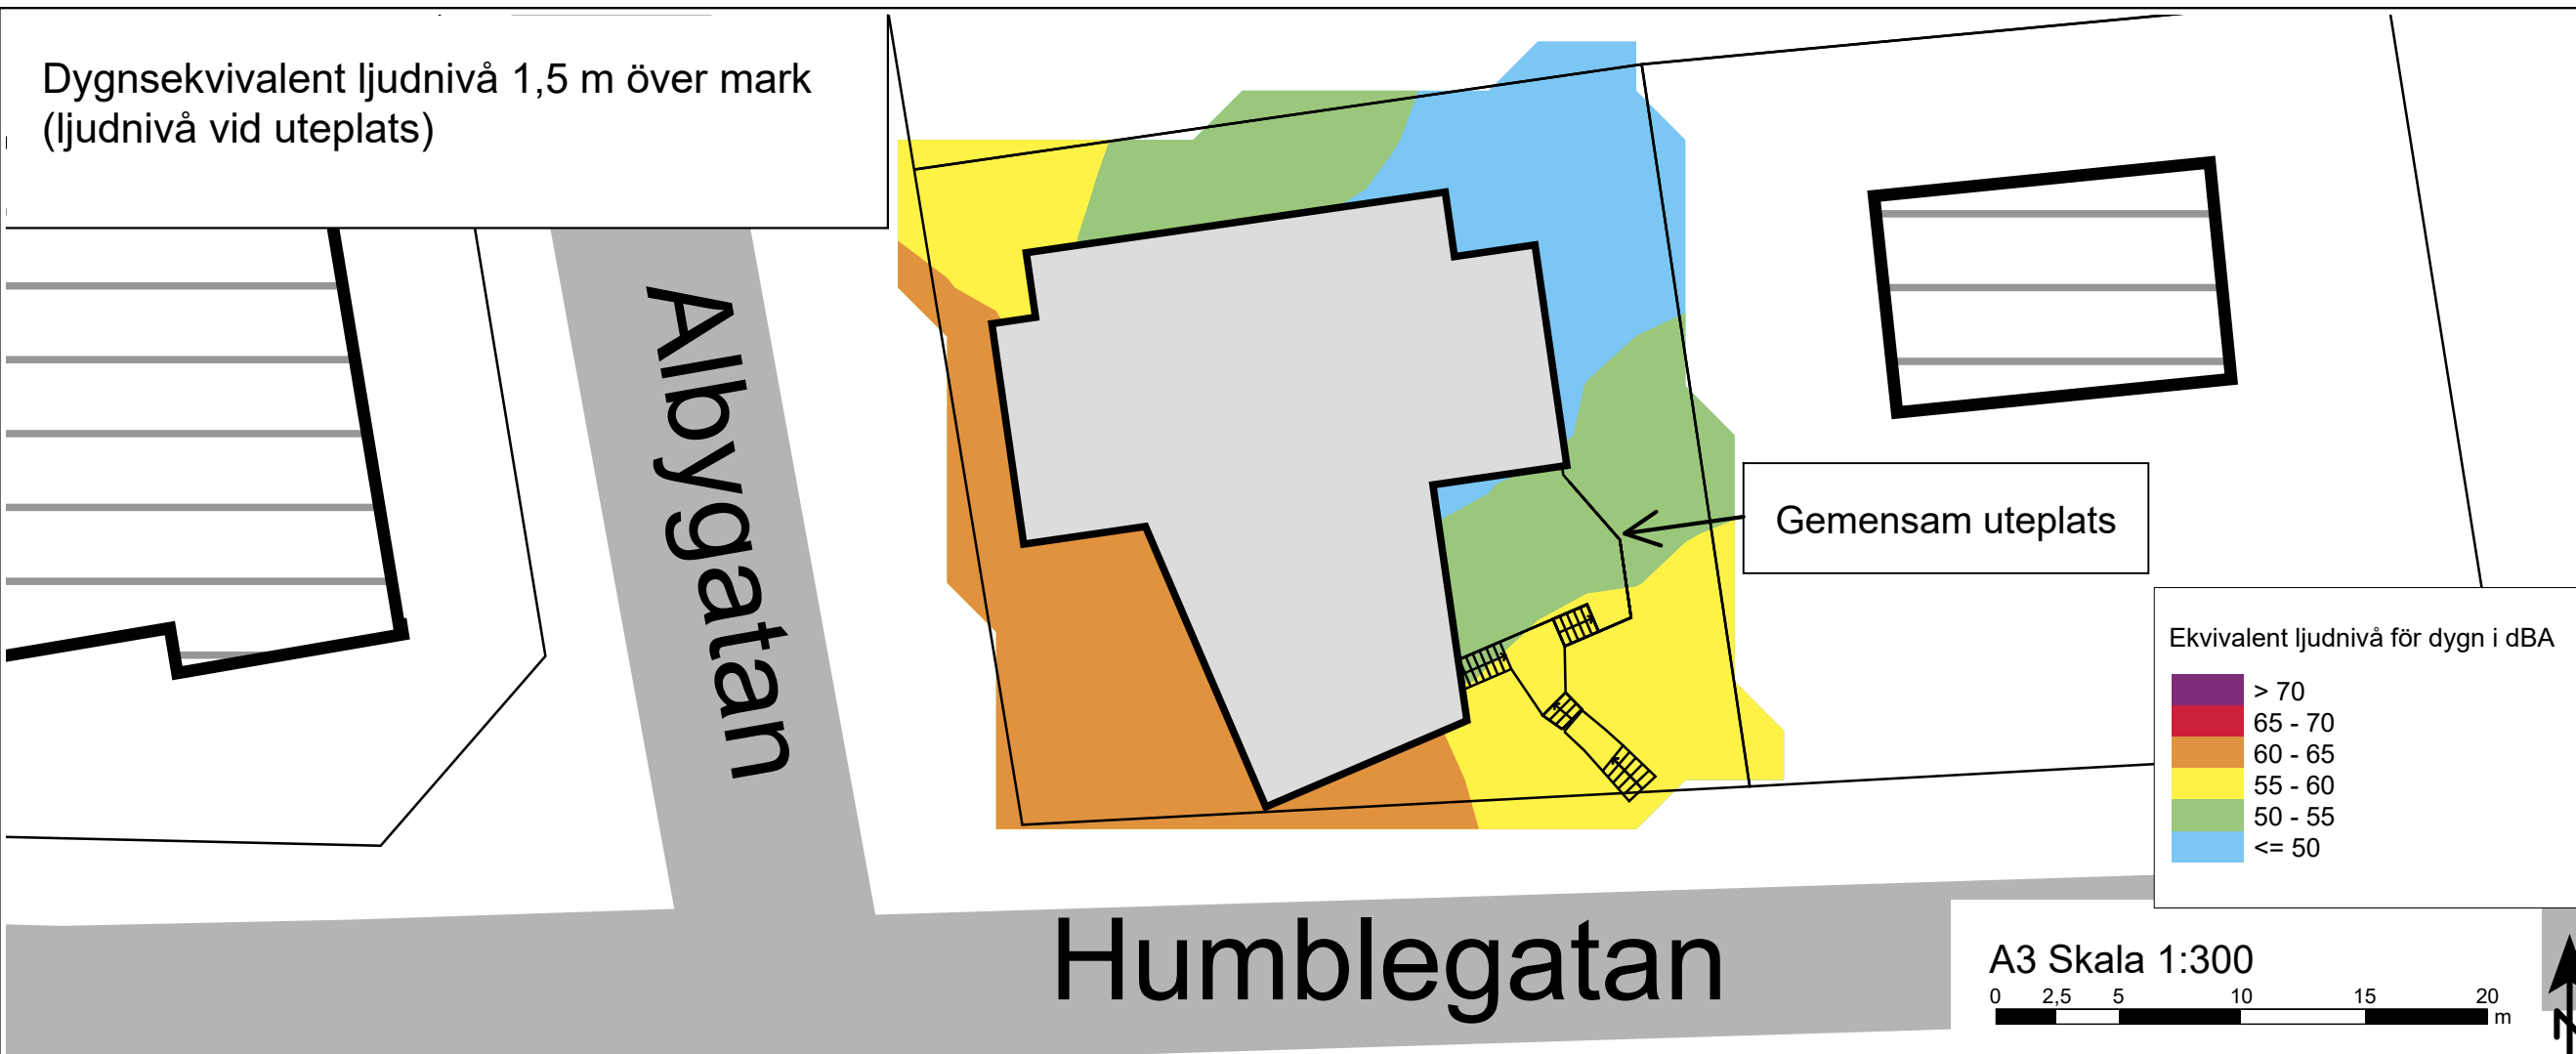 Dygnsekvivalent ljudnivå 1,5 m över mark
(ljudnivå vid uteplats)
Albygatan
Gemensam uteplats
Ekvivalent ljudnivå för dygn i dBA
> 70
65 - 70
60 - 65
55 - 60
50 - 55
<= 50
Humblegatan
A3 Skala 1:300
0 2,5 5 10 15 20
m
N